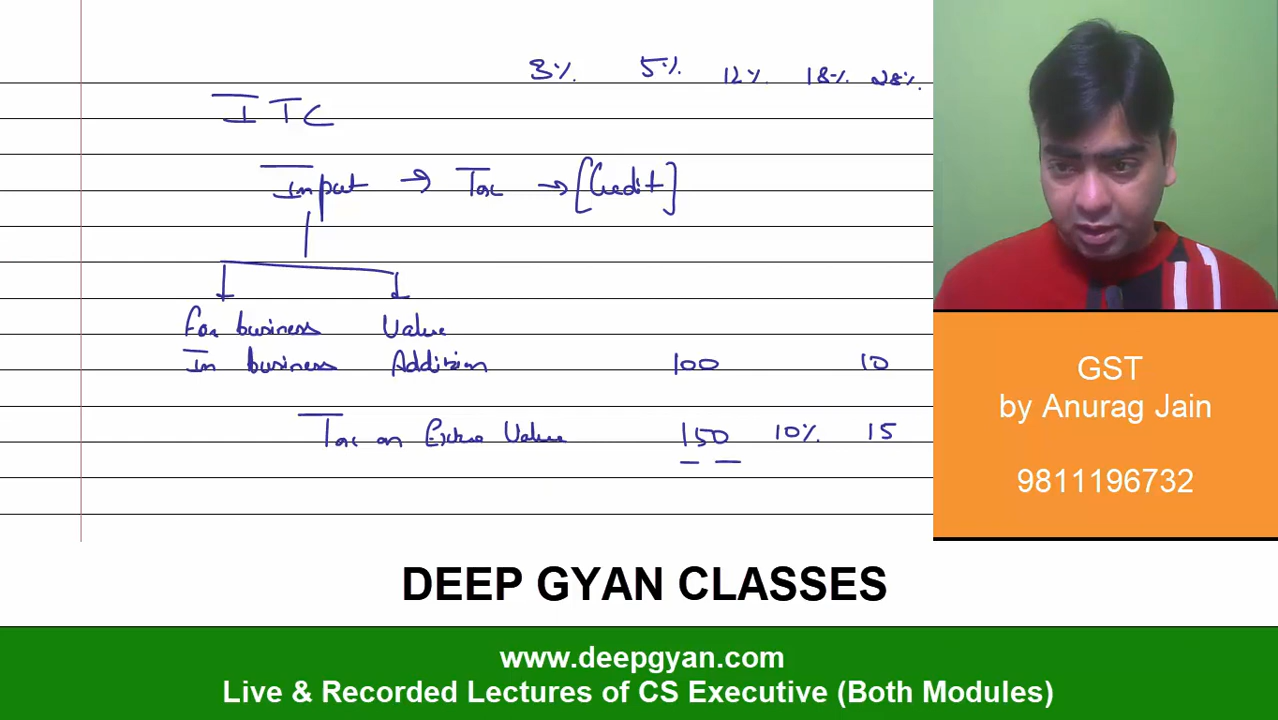 3% 5% 12% 18% 28%
ITC
Input → Tax → [Credit]
For business Value
In business Addition 100 10
Tax on Extra Value 150 10% 15
GST
by Anurag Jain
9811196732
DEEP GYAN CLASSES
www.deepgyan.com
Live & Recorded Lectures of CS Executive (Both Modules)